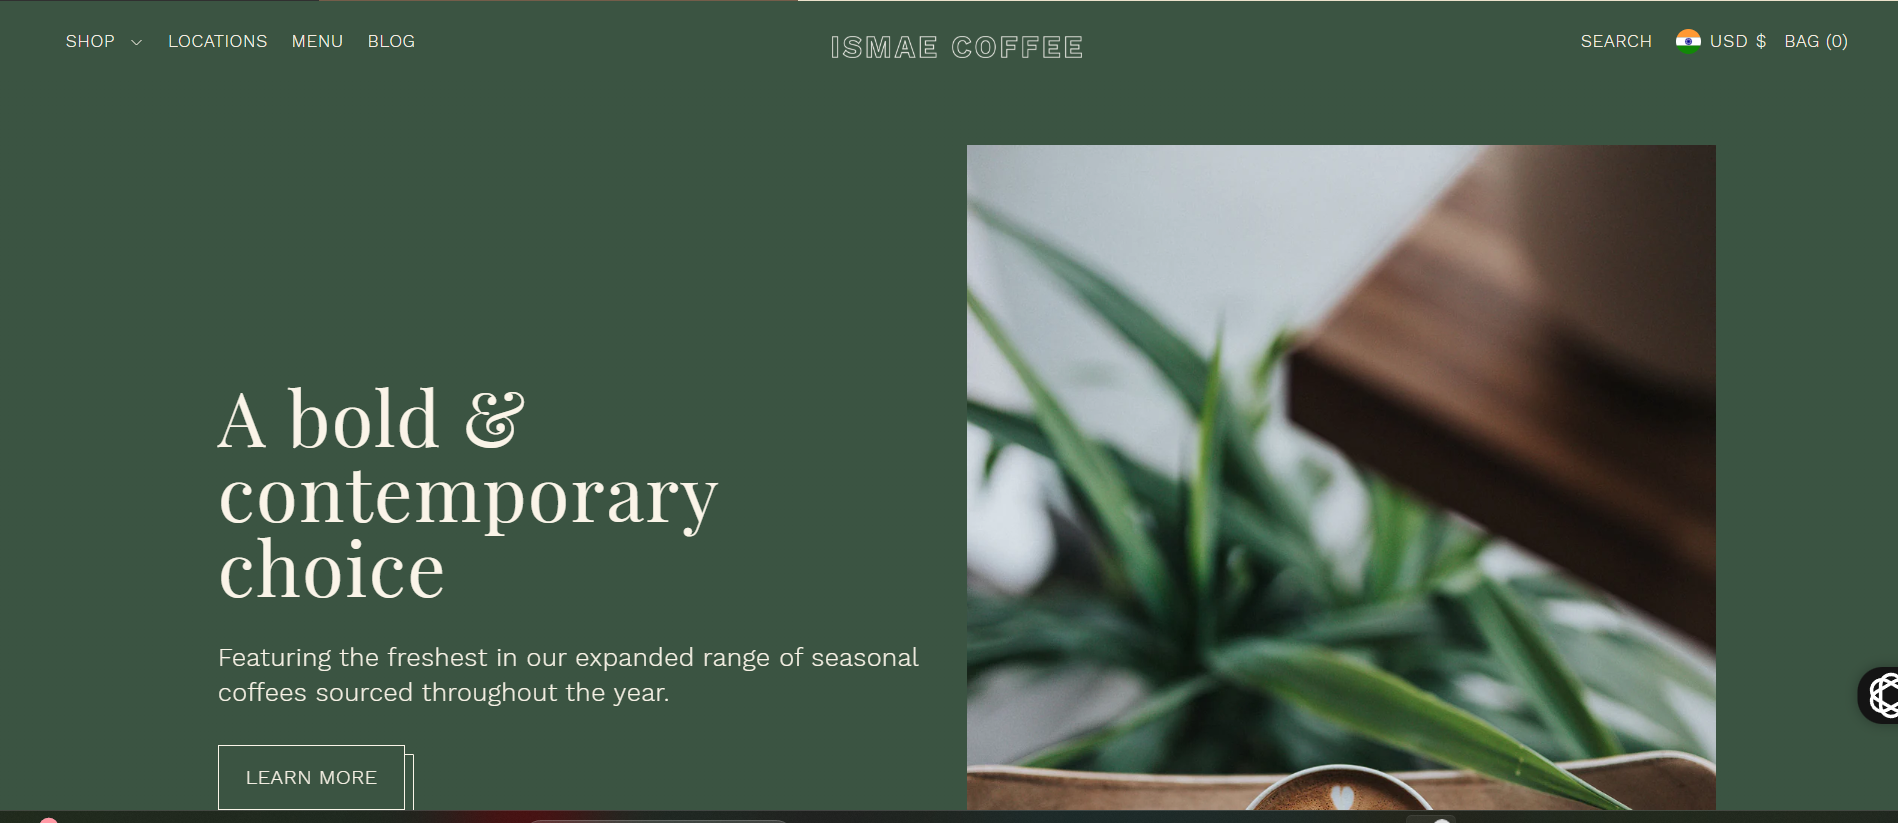 SHOP LOCATIONS MENU BLOG
ISMAE COFFEE
SEARCH USD $ BAG (0)
A bold &
contemporary
choice
Featuring the freshest in our expanded range of seasonal
coffees sourced throughout the year.
LEARN MORE